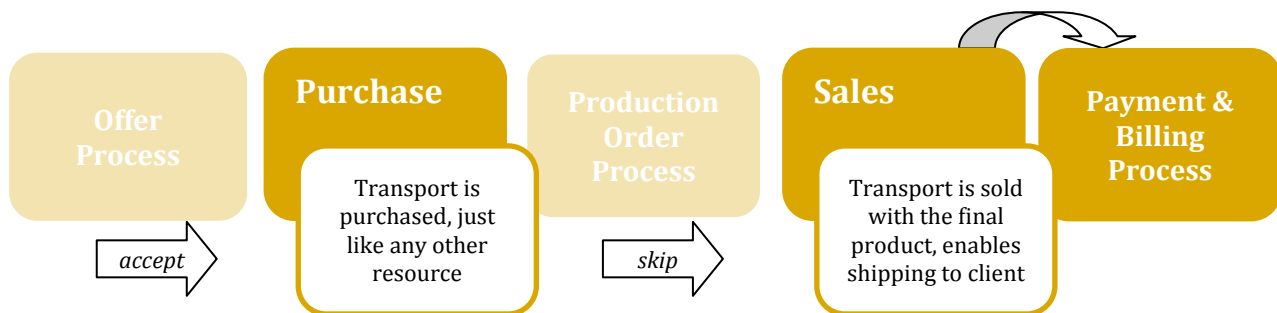 Offer
Process
accept
Purchase
Transport is
purchased, just
like any other
resource
Production
Order
Process
skip
Sales
Transport is sold
with the final
product, enables
shipping to client
Payment &
Billing
Process